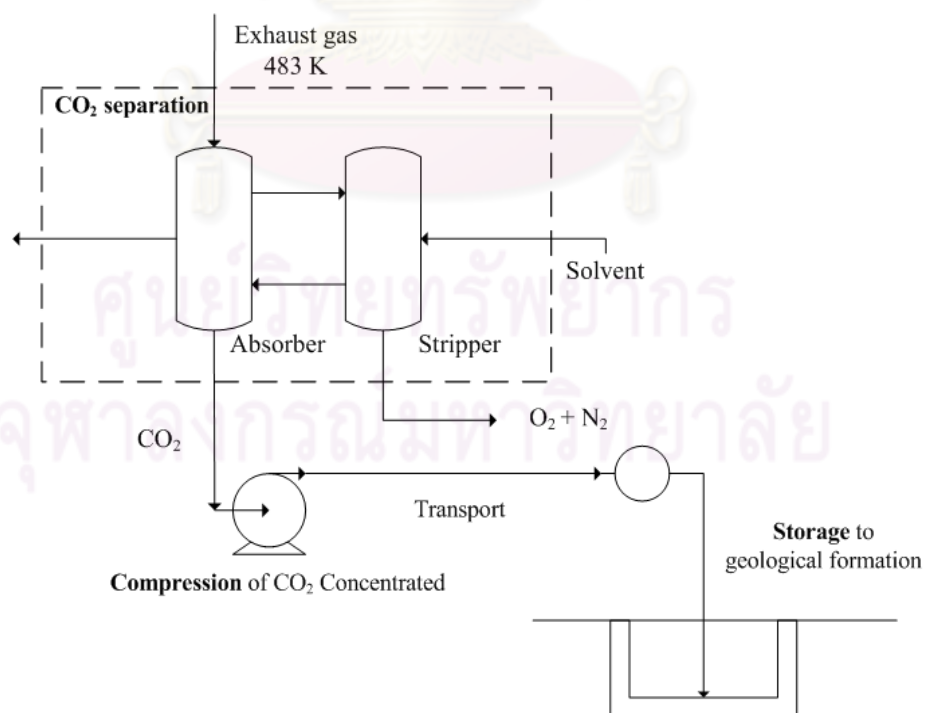 Exhaust gas
483 K
CO₂ separation
Solvent
ศูนย์วิทยทรัพยากร
Absorber
Stripper
จุฬาลงกรณ์มหาวิทยาลัย
O₂ + N₂
CO₂
Transport
Storage to
geological formation
Compression of CO₂ Concentrated